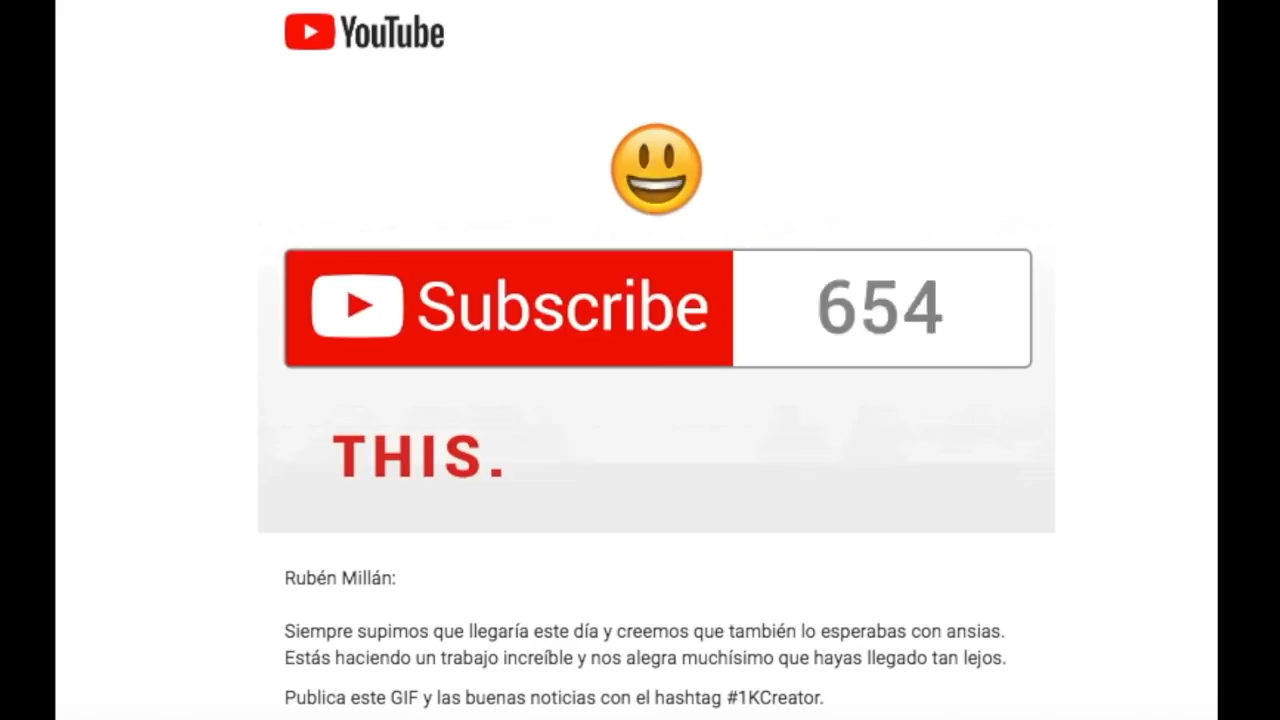 YouTube
Subscribe 654
THIS.
Rubén Millán:
Siempre supimos que llegaría este día y creemos que también lo esperabas con ansias.
Estás haciendo un trabajo increíble y nos alegra muchísimo que hayas llegado tan lejos.
Publica este GIF y las buenas noticias con el hashtag #1KCreator.